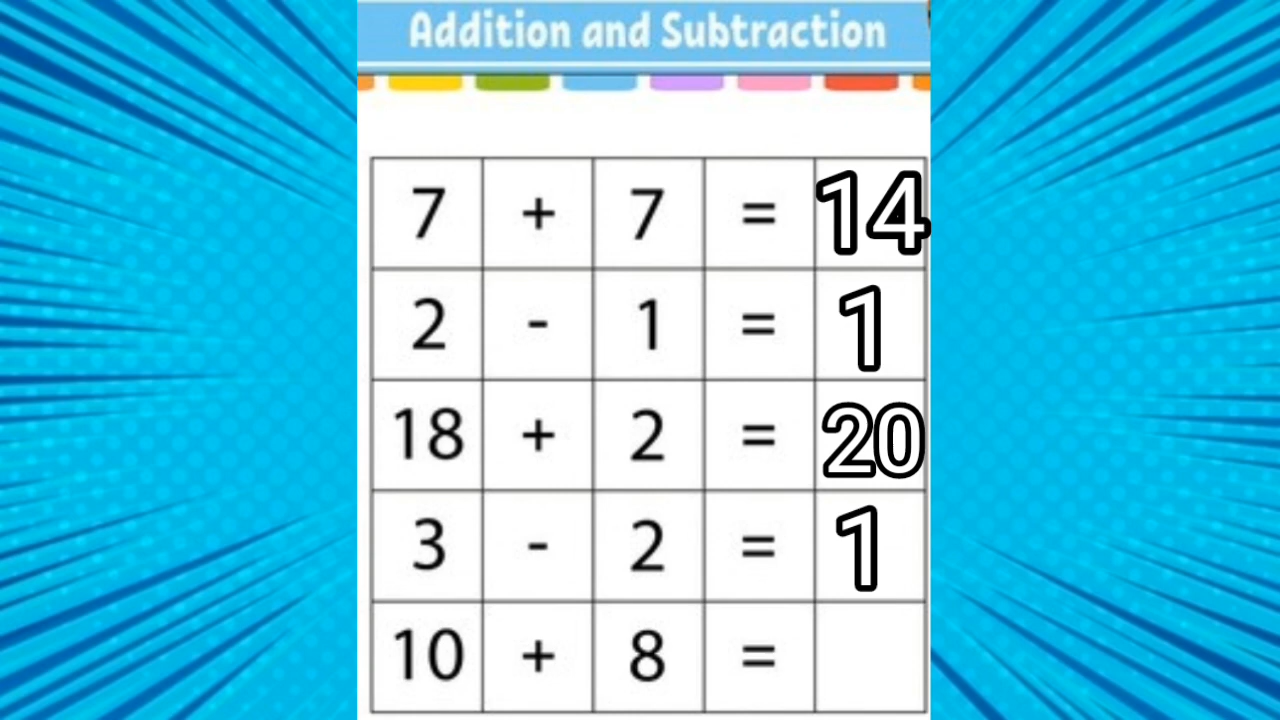 Addition and Subtraction
7 + 7 = 14
2 - 1 = 1
18 + 2 = 20
3 - 2 = 1
10 + 8 =